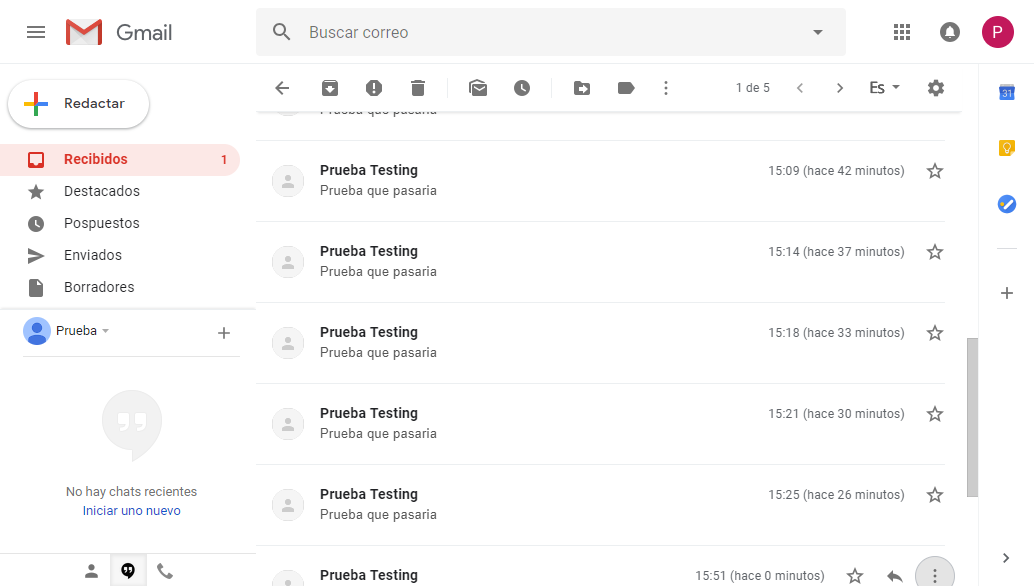 Gmail
Buscar correo
P
Redactar
1 de 5
Es
31
Recibidos 1
Destacados
Pospuestos
Enviados
Borradores
Prueba
No hay chats recientes
Iniciar uno nuevo
Prueba que pasaria
Prueba Testing 15:09 (hace 42 minutos)
Prueba que pasaria
Prueba Testing 15:14 (hace 37 minutos)
Prueba que pasaria
Prueba Testing 15:18 (hace 33 minutos)
Prueba que pasaria
Prueba Testing 15:21 (hace 30 minutos)
Prueba que pasaria
Prueba Testing 15:25 (hace 26 minutos)
Prueba que pasaria
Prueba Testing 15:51 (hace 0 minutos)